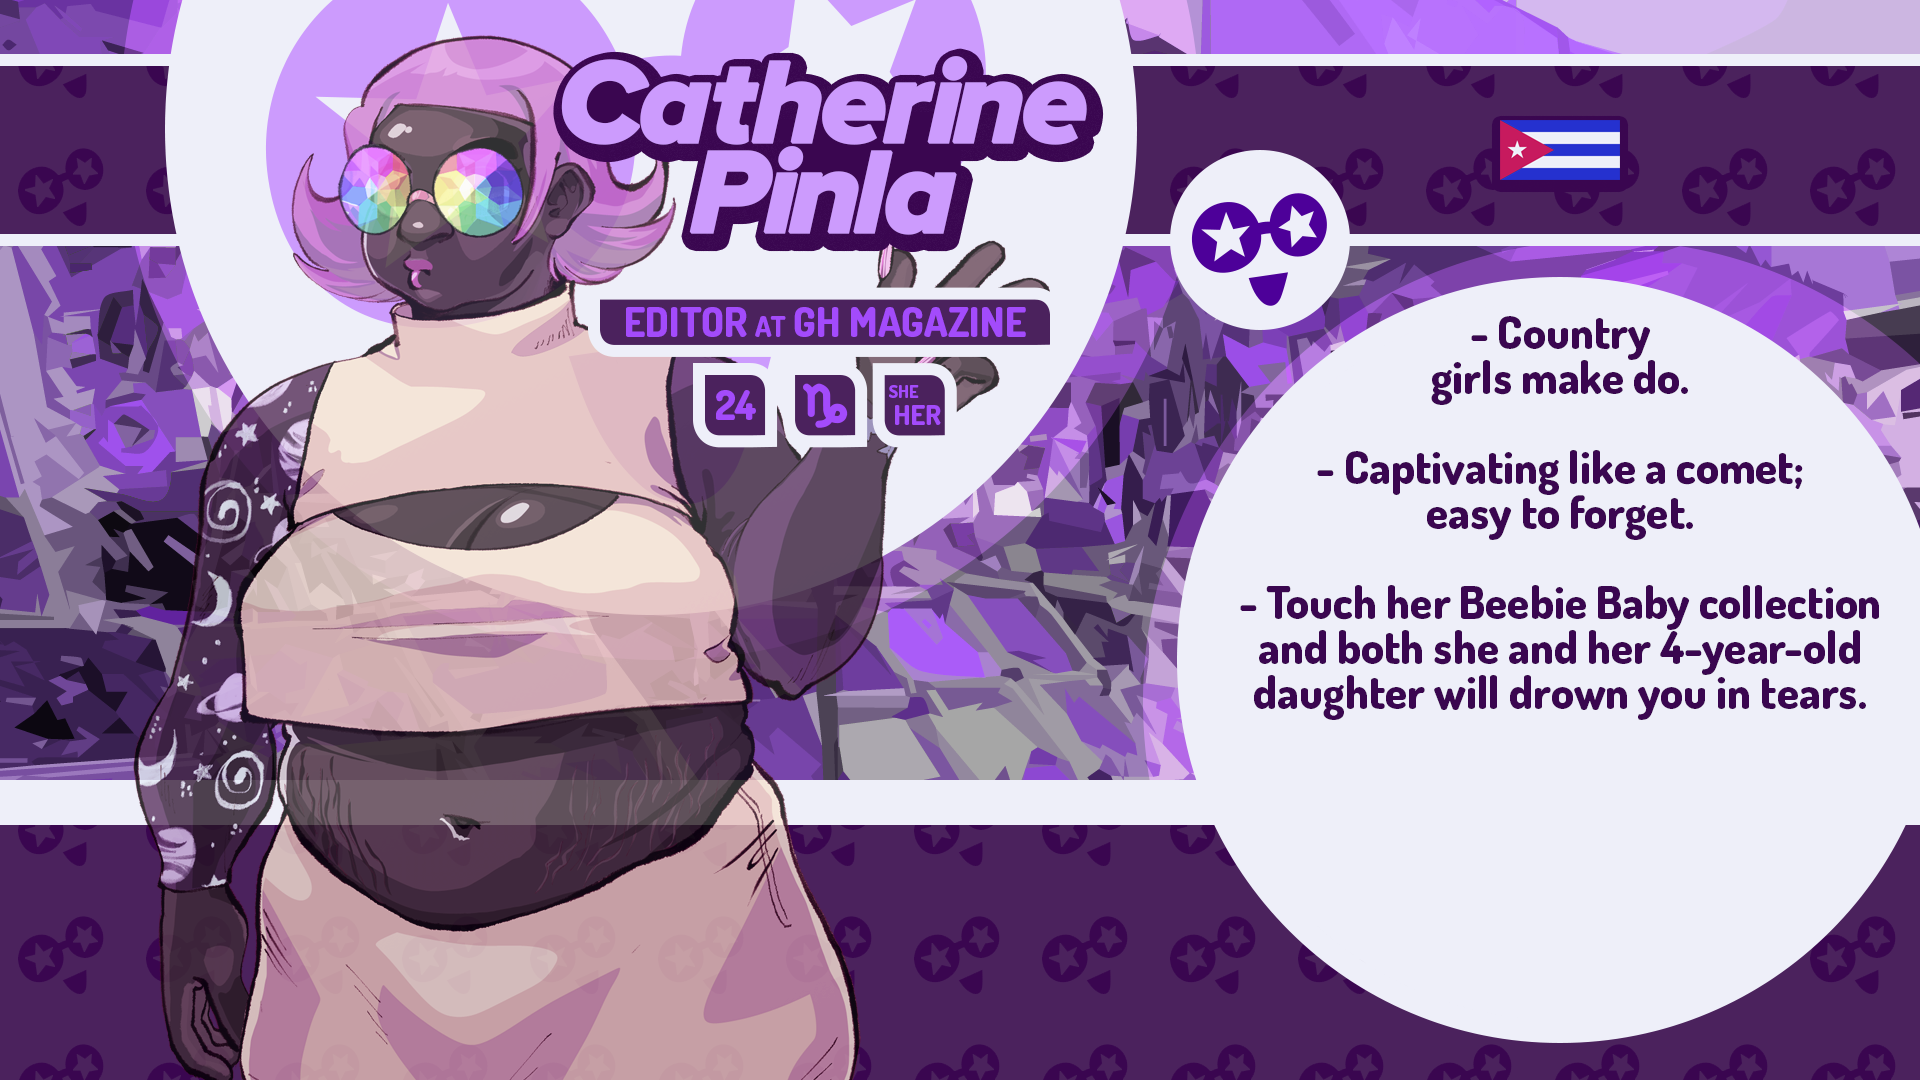 Catherine
Pinla
EDITOR AT GH MAGAZINE
24
♑
SHE
HER
- Country
girls make do.
- Captivating like a comet;
easy to forget.
- Touch her Beebie Baby collection
and both she and her 4-year-old
daughter will drown you in tears.